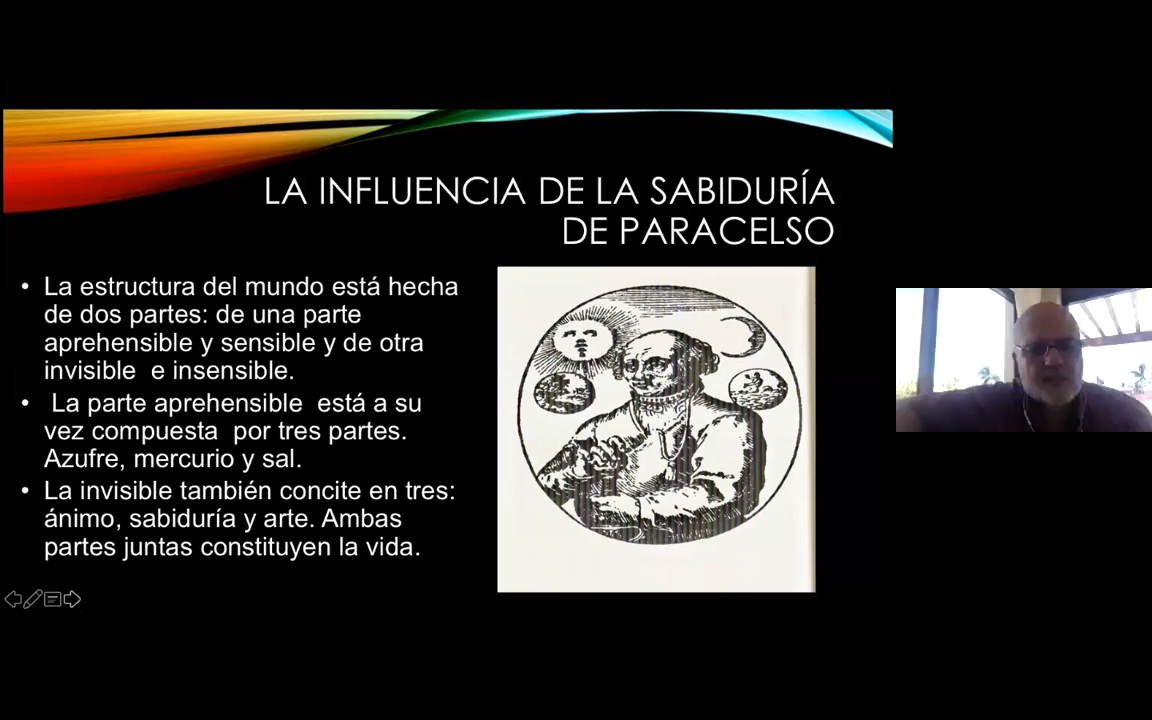 LA INFLUENCIA DE LA SABIDURÍA
DE PARACELSO
• La estructura del mundo está hecha
de dos partes: de una parte
aprehensible y sensible y de otra
invisible e insensible.
• La parte aprehensible está a su
vez compuesta por tres partes.
Azufre, mercurio y sal.
• La invisible también concite en tres:
ánimo, sabiduría y arte. Ambas
partes juntas constituyen la vida.